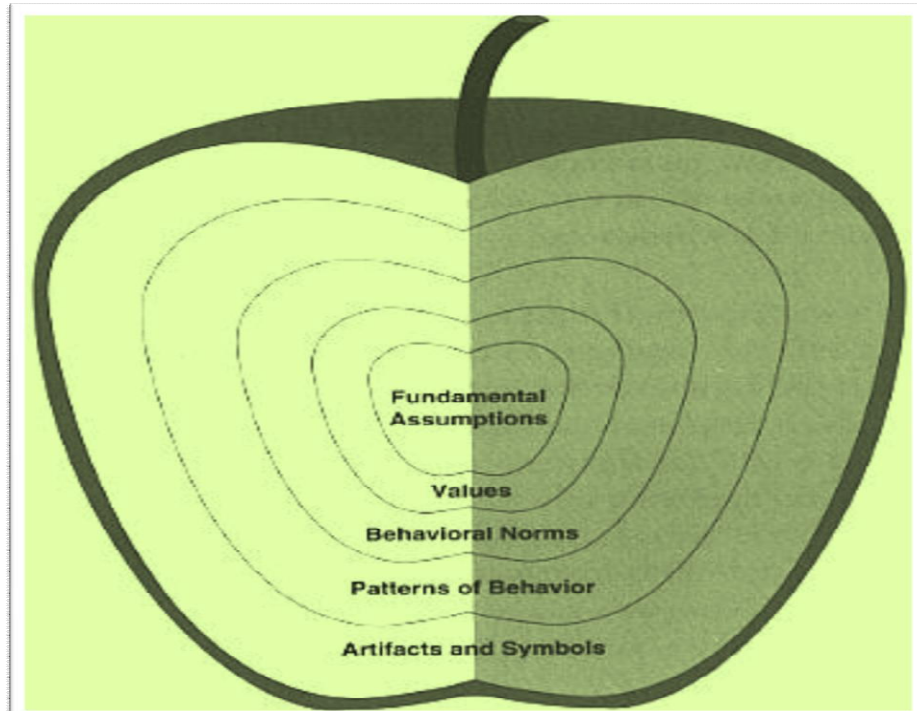 Fundamental
Assumptions
Values
Behavioral Norms
Patterns of Behavior
Artifacts and Symbols